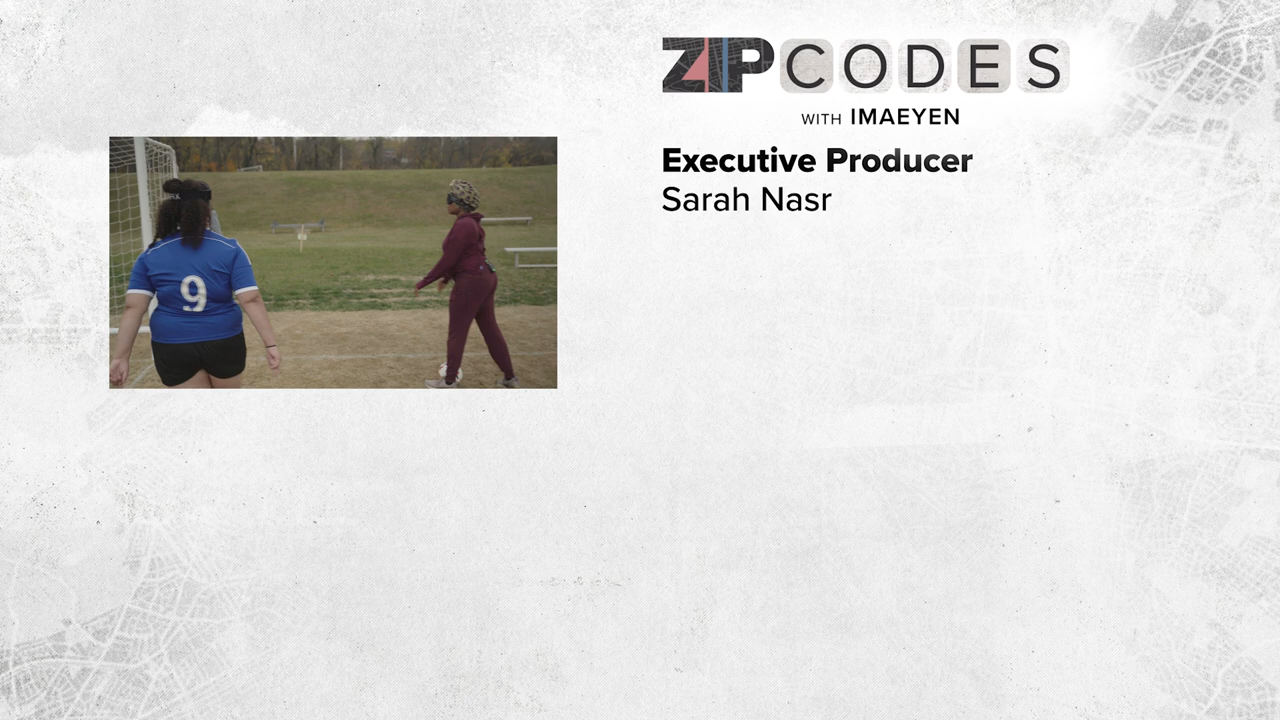 ZIPCODES
WITH IMAEYEN
Executive Producer
Sarah Nasr
9